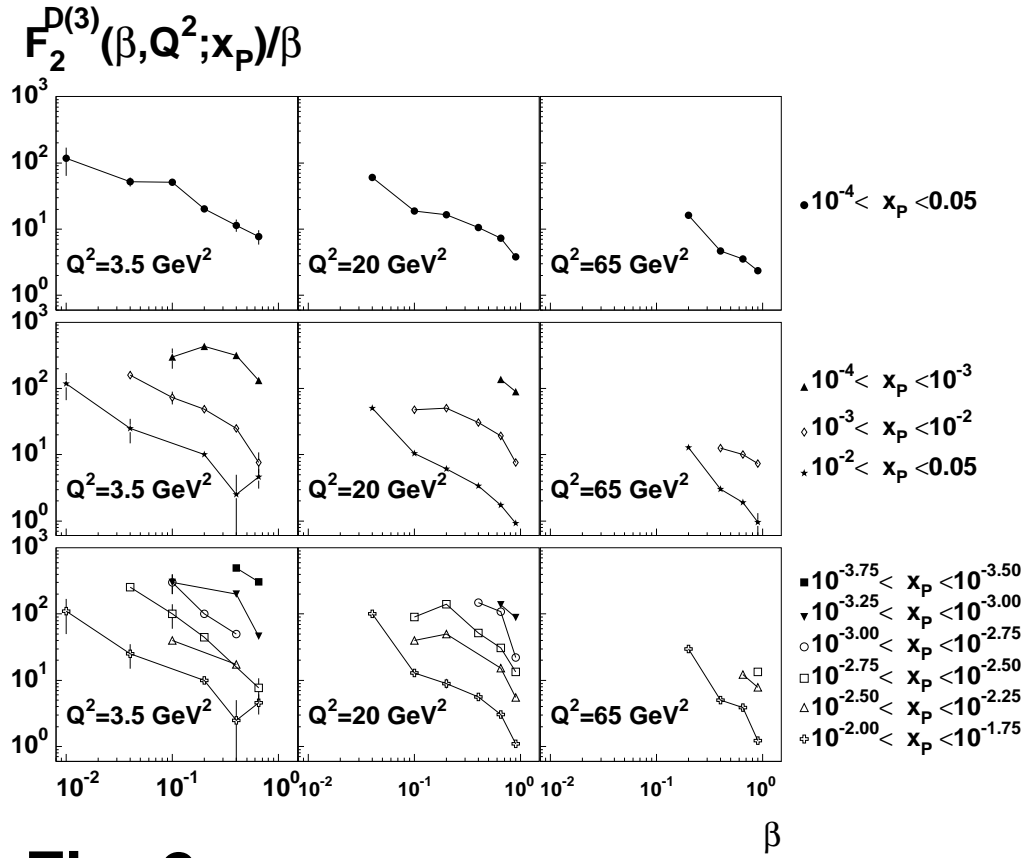 F₂ᴰ⁽³⁾(β,Q²;x_P)/β
10³
10²
10¹
10⁰
Q²=3.5 GeV²
Q²=20 GeV²
Q²=65 GeV²
10⁻⁴< x_P <0.05
10³
10²
10¹
10⁰
Q²=3.5 GeV²
Q²=20 GeV²
Q²=65 GeV²
10⁻⁴< x_P <10⁻³
10⁻³< x_P <10⁻²
10⁻²< x_P <0.05
10³
10²
10¹
10⁰
Q²=3.5 GeV²
Q²=20 GeV²
Q²=65 GeV²
10^-3.75< x_P <10^-3.50
10^-3.25< x_P <10^-3.00
10^-3.00< x_P <10^-2.75
10^-2.75< x_P <10^-2.50
10^-2.50< x_P <10^-2.25
10^-2.00< x_P <10^-1.75
10⁻² 10⁻¹ 10⁰ 10⁻² 10⁻¹ 10⁰ 10⁻² 10⁻¹ 10⁰
β